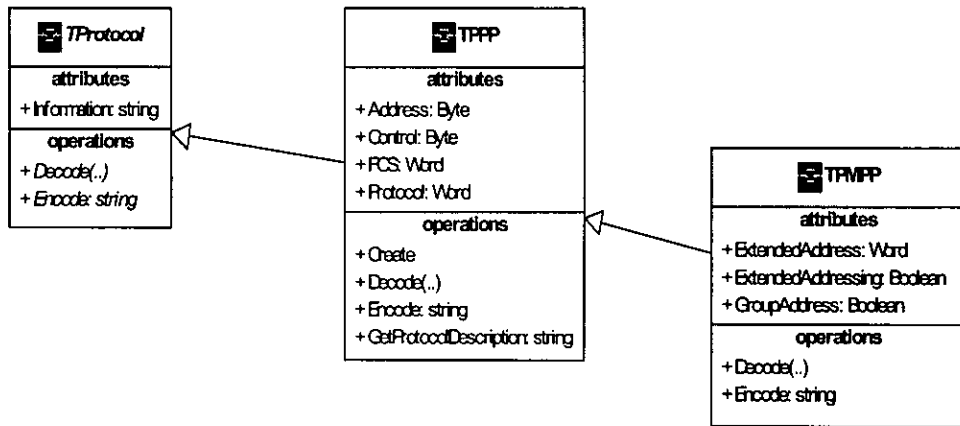 TProtocol
attributes
+ Information: string
operations
+ Decode(..)
+ Encode: string
TPPP
attributes
+ Address: Byte
+ Control: Byte
+ FCS: Word
+ Protocol: Word
operations
+ Create
+ Decode(..)
+ Encode: string
+ GetProtocolDescription: string
TPMPP
attributes
+ ExtendedAddress: Word
+ ExtendedAddressing: Boolean
+ GroupAddress: Boolean
operations
+ Decode(..)
+ Encode: string